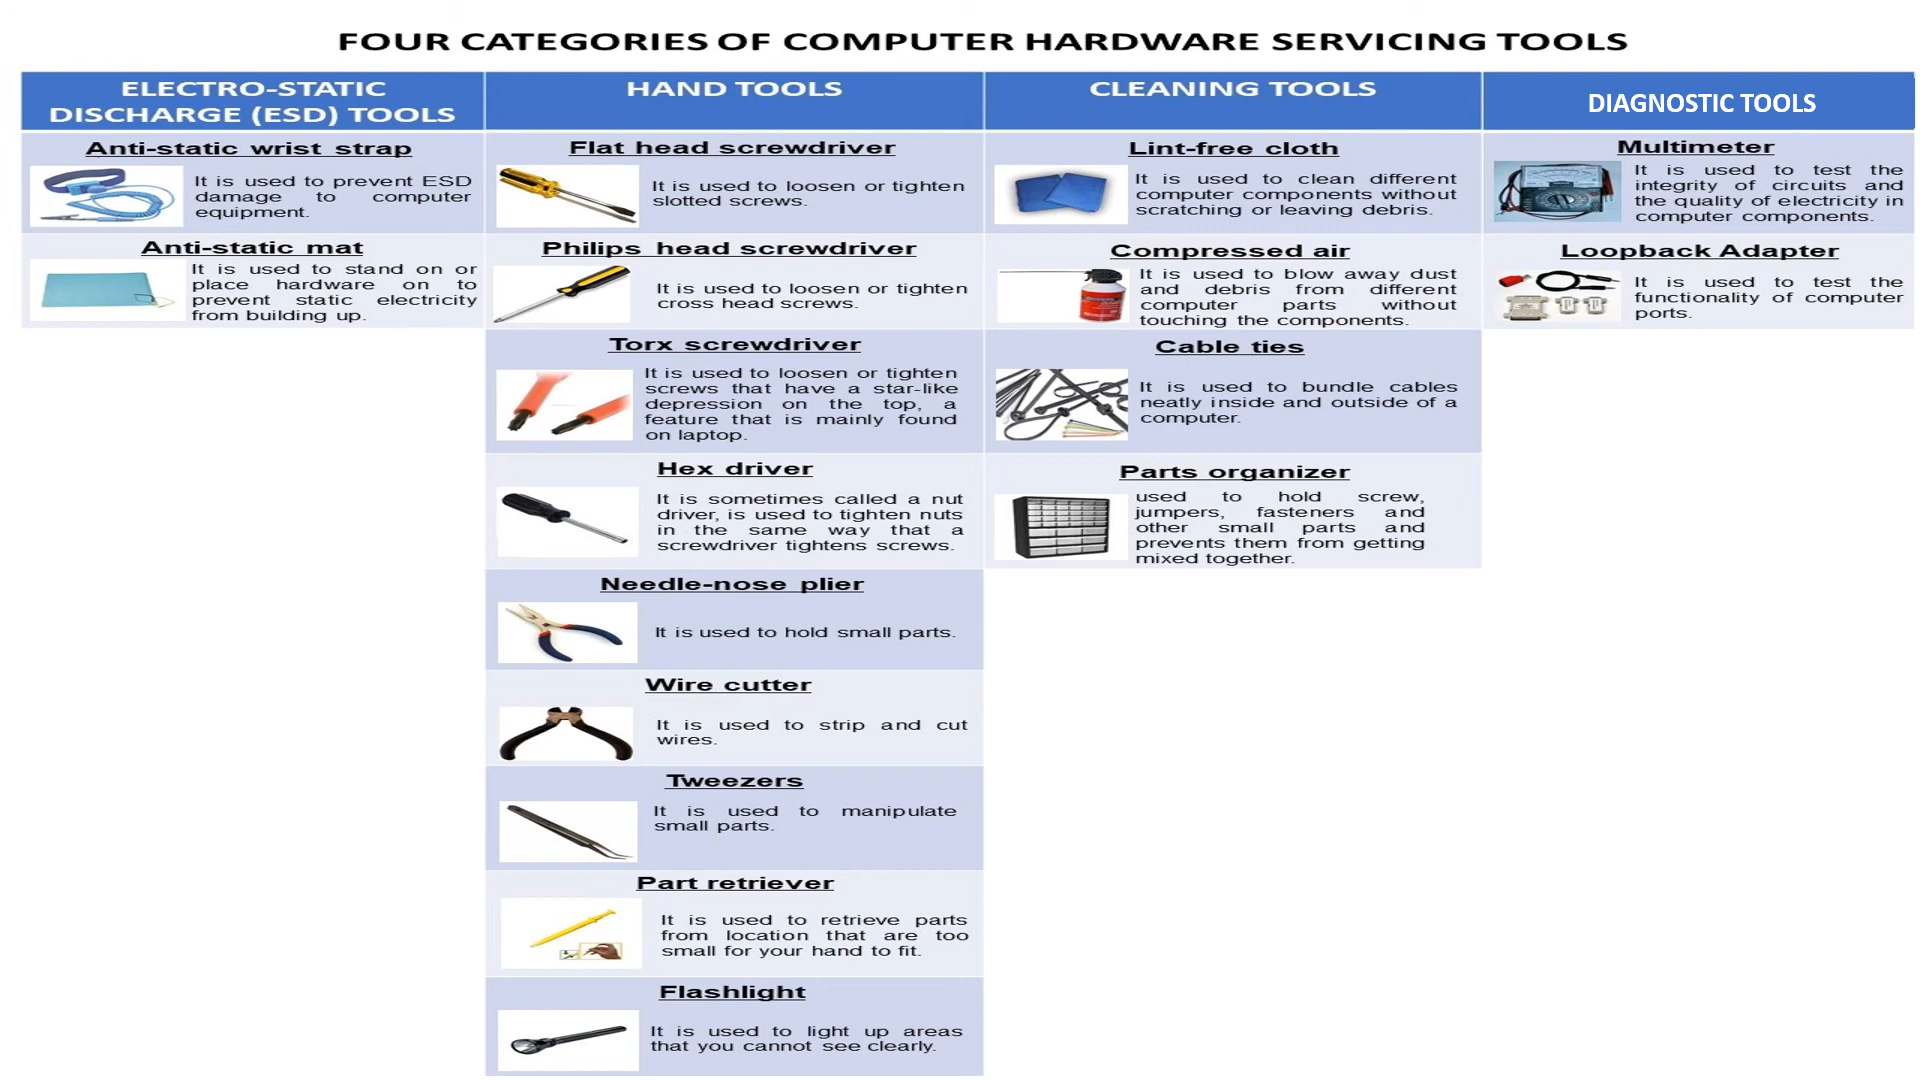 FOUR CATEGORIES OF COMPUTER HARDWARE SERVICING TOOLS
ELECTRO-STATIC
DISCHARGE (ESD) TOOLS
Anti-static wrist strap
It is used to prevent ESD
damage to computer
equipment.
Anti-static mat
It is used to stand on or
place hardware on to
prevent static electricity
from building up.
HAND TOOLS
Flat head screwdriver
It is used to loosen or tighten
slotted screws.
Philips head screwdriver
It is used to loosen or tighten
cross head screws.
Torx screwdriver
It is used to loosen or tighten
screws that have a star-like
depression on the top, a
feature that is mainly found
on laptop.
Hex driver
It is sometimes called a nut
driver, is used to tighten nuts
in the same way that a
screwdriver tightens screws.
Needle-nose plier
It is used to hold small parts.
Wire cutter
It is used to strip and cut
wires.
Tweezers
It is used to manipulate
small parts.
Part retriever
It is used to retrieve parts
from location that are too
small for your hand to fit.
Flashlight
It is used to light up areas
that you cannot see clearly.
CLEANING TOOLS
Lint-free cloth
It is used to clean different
computer components without
scratching or leaving debris.
Compressed air
It is used to blow away dust
and debris from different
computer parts without
touching the components.
Cable ties
It is used to bundle cables
neatly inside and outside of a
computer.
Parts organizer
used to hold screw,
jumpers, fasteners and
other small parts and
prevents them from getting
mixed together.
DIAGNOSTIC TOOLS
Multimeter
It is used to test the
integrity of circuits and
the quality of electricity in
computer components.
Loopback Adapter
It is used to test the
functionality of computer
ports.